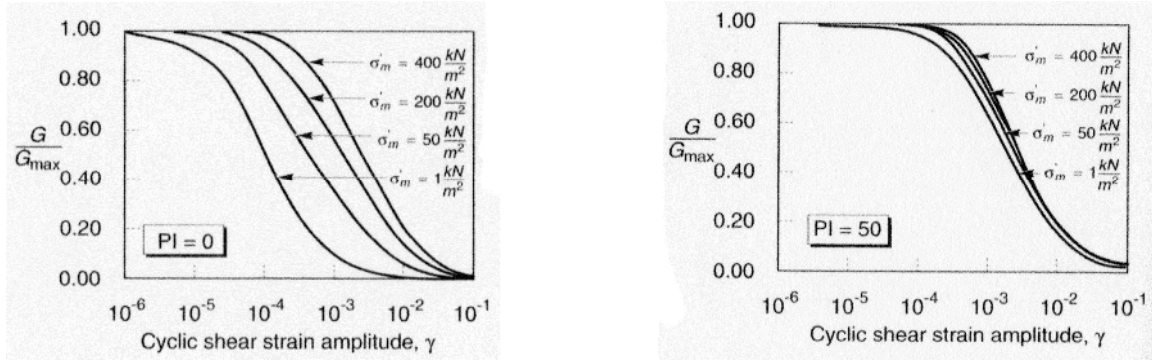 1.00
0.80
0.60
0.40
0.20
0.00
G
G max
σ'm = 400 kN/m²
σ'm = 200 kN/m²
σ'm = 50 kN/m²
σ'm = 1 kN/m²
PI = 0
10-6 10-5 10-4 10-3 10-2 10-1
Cyclic shear strain amplitude, γ
1.00
0.80
0.60
0.40
0.20
0.00
G
G max
σ'm = 400 kN/m²
σ'm = 200 kN/m²
σ'm = 50 kN/m²
σ'm = 1 kN/m²
PI = 50
10-6 10-5 10-4 10-3 10-2 10-1
Cyclic shear strain amplitude, γ